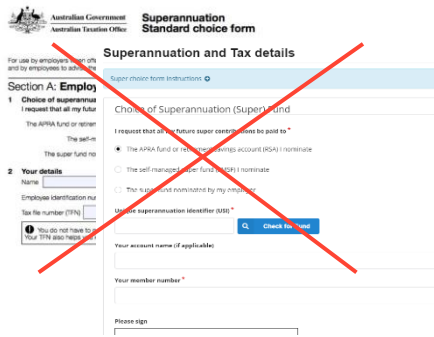 Australian Government
Australian Taxation Office
Superannuation
Standard choice form
For use by employers when off
and by employees to advise the
Superannuation and Tax details
Super choice form instructions
Section A: Employ
1 Choice of superannua
I request that all my futu
The APRA fund or retirem
The self-m
The super fund no
2 Your details
Name
Employee identification nu
Tax file number (TFN)
You do not have to
Your TFN also helps
Choice of Superannuation (Super) Fund
I request that all my future super contributions be paid to *
The APRA fund or retirement savings account (RSA) I nominate
The self-managed super fund (SMSF) I nominate
The super fund nominated by my employer
Unique superannuation identifier (USI) *
Check for fund
Your account name (if applicable)
Your member number *
Please sign